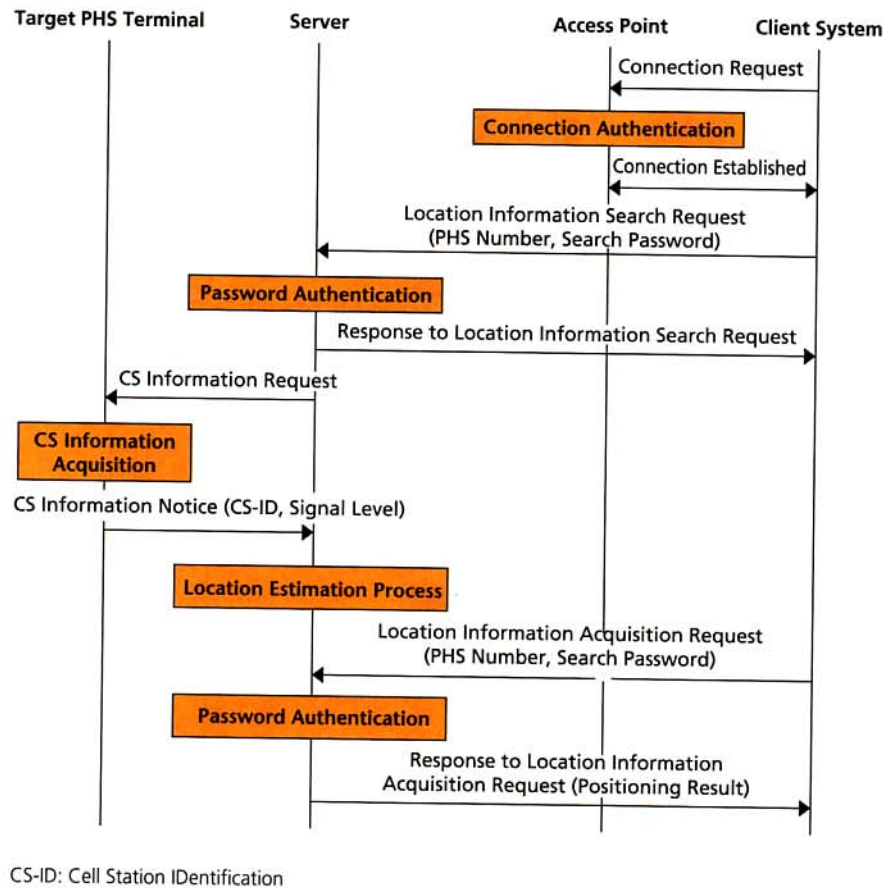 Target PHS Terminal
Server
Access Point
Client System
Connection Request
Connection Authentication
Connection Established
Location Information Search Request
(PHS Number, Search Password)
Password Authentication
Response to Location Information Search Request
CS Information Request
CS Information
Acquisition
CS Information Notice (CS-ID, Signal Level)
Location Estimation Process
Location Information Acquisition Request
(PHS Number, Search Password)
Password Authentication
Response to Location Information
Acquisition Request (Positioning Result)
CS-ID: Cell Station IDentification